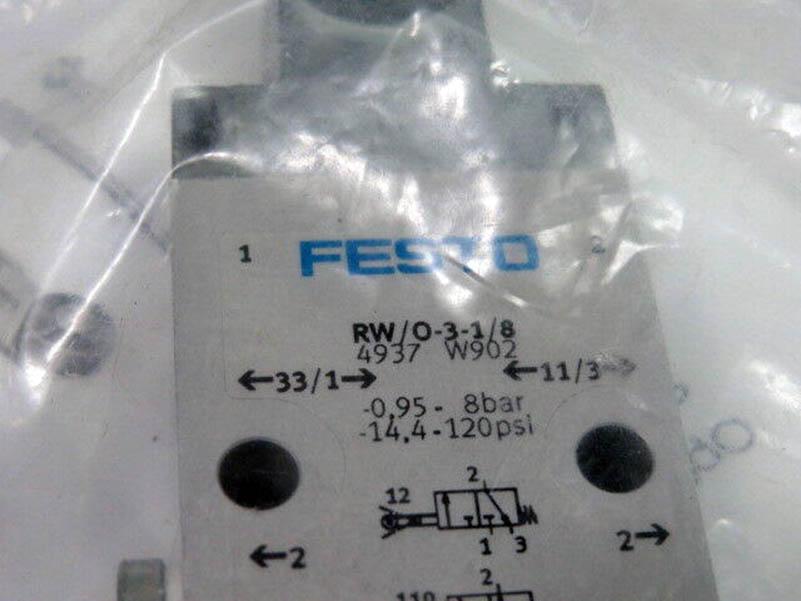 1 FESTO 2
RW/O-3-1/8
4937 W902
←33/1→ ←11/3→
-0,95- 8bar
-14,4-120psi
2
12
1 3
←2 2→
2
110